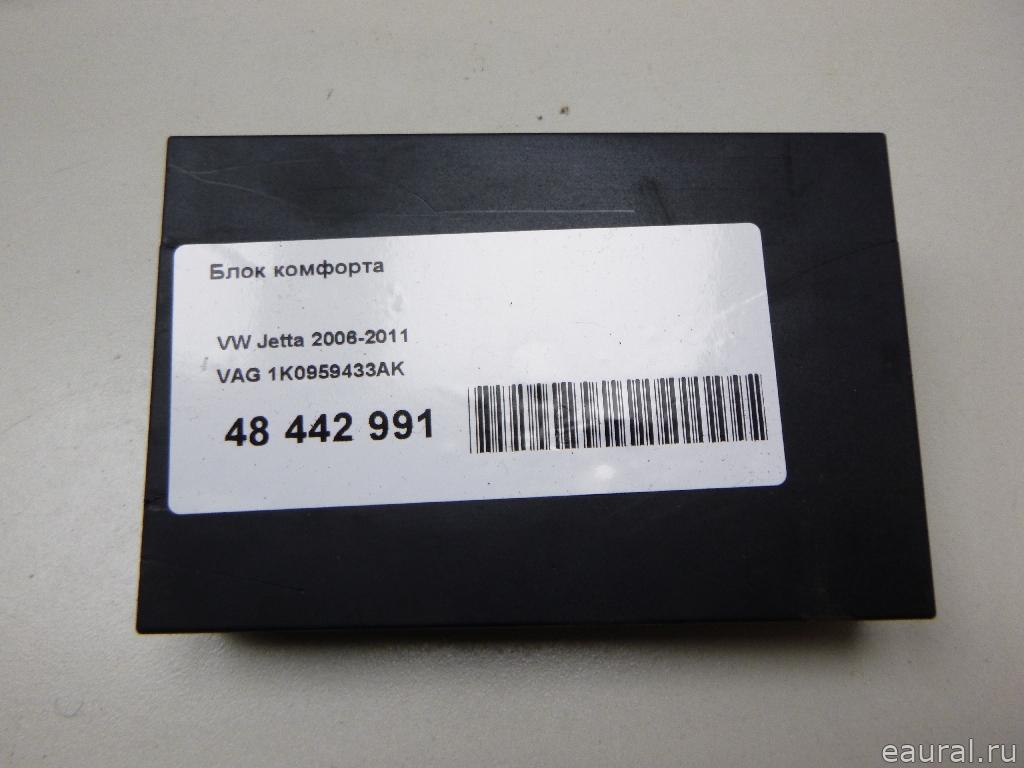 Блок комфорта
VW Jetta 2006-2011
VAG 1K0959433AK
48 442 991
eaural.ru